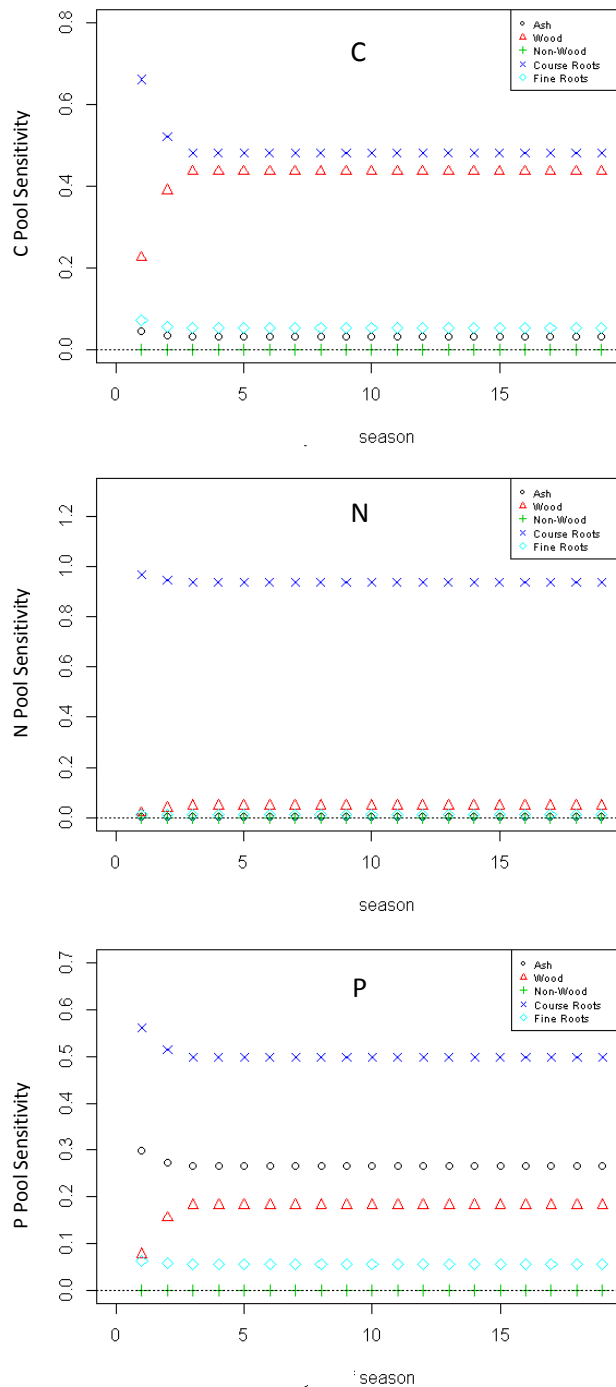 C
C Pool Sensitivity
0.8
0.6
0.4
0.2
0.0
Ash
Wood
Non-Wood
Course Roots
Fine Roots
0 5 10 15
season
N
N Pool Sensitivity
1.2
1.0
0.8
0.6
0.4
0.2
0.0
Ash
Wood
Non-Wood
Course Roots
Fine Roots
0 5 10 15
season
P
P Pool Sensitivity
0.7
0.6
0.5
0.4
0.3
0.2
0.1
0.0
Ash
Wood
Non-Wood
Course Roots
Fine Roots
0 5 10 15
season